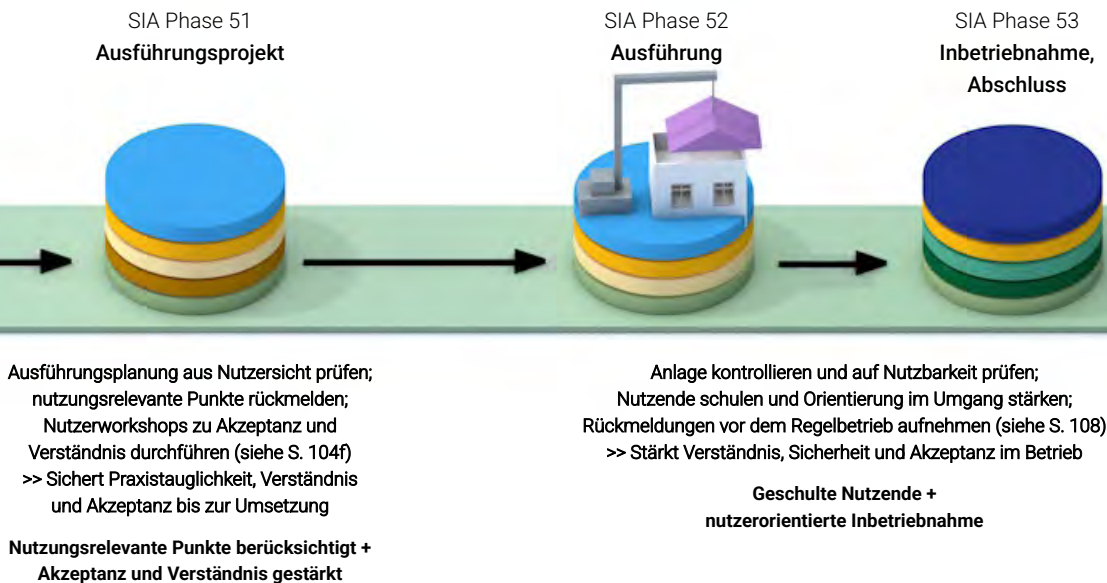 SIA Phase 51
Ausführungsprojekt
SIA Phase 52
Ausführung
SIA Phase 53
Inbetriebnahme,
Abschluss
Ausführungsplanung aus Nutzersicht prüfen;
nutzungsrelevante Punkte rückmelden;
Nutzerworkshops zu Akzeptanz und
Verständnis durchführen (siehe S. 104f)
>> Sichert Praxistauglichkeit, Verständnis
und Akzeptanz bis zur Umsetzung
Nutzungsrelevante Punkte berücksichtigt +
Akzeptanz und Verständnis gestärkt
Anlage kontrollieren und auf Nutzbarkeit prüfen;
Nutzende schulen und Orientierung im Umgang stärken;
Rückmeldungen vor dem Regelbetrieb aufnehmen (siehe S. 108)
>> Stärkt Verständnis, Sicherheit und Akzeptanz im Betrieb
Geschulte Nutzende +
nutzerorientierte Inbetriebnahme